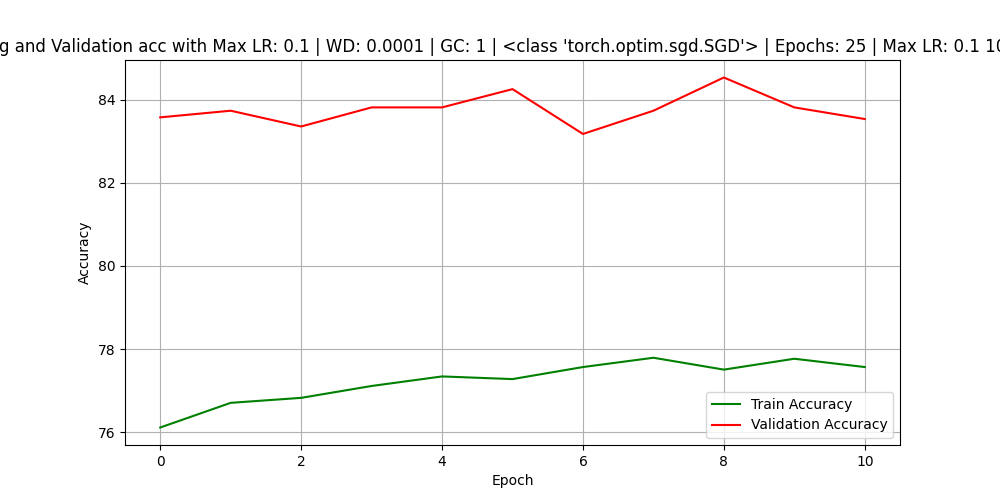 g and Validation acc with Max LR: 0.1 | WD: 0.0001 | GC: 1 | <class 'torch.optim.sgd.SGD'> | Epochs: 25 | Max LR: 0.1 10
84
82
80
78
76
Accuracy
Train Accuracy
Validation Accuracy
0 2 4 6 8 10
Epoch